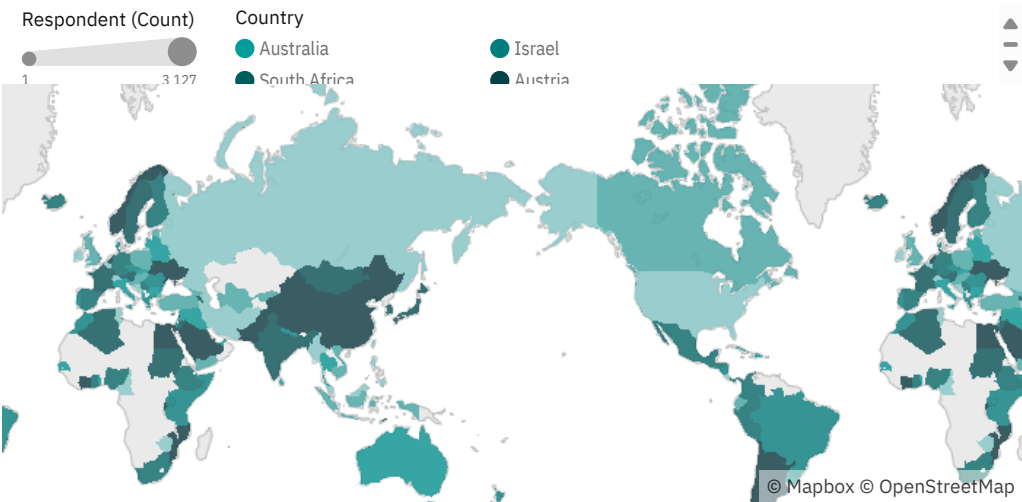 Respondent (Count)
Country
Australia
Israel
1
3 127
South Africa
Austria
© Mapbox © OpenStreetMap